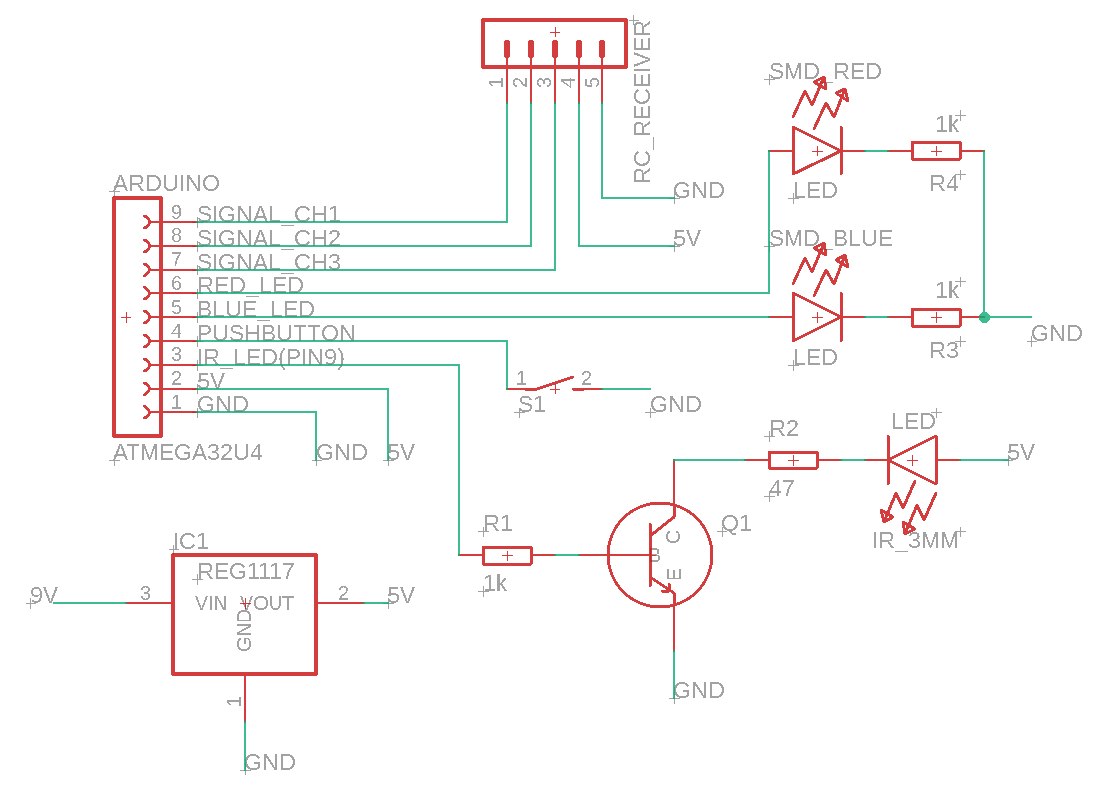 1 2 3 4 5
RC_RECEIVER
GND
5V
SMD_RED
LED
1k
R4
SMD_BLUE
LED
1k
R3
GND
ARDUINO
9 SIGNAL_CH1
8 SIGNAL_CH2
7 SIGNAL_CH3
6 RED_LED
5 BLUE_LED
4 PUSHBUTTON
3 IR_LED(PIN9)
2 5V
1 GND
ATMEGA32U4
GND
5V
1 2
S1
GND
R2
47
LED
IR_3MM
5V
R1
1k
Q1
C
B
E
GND
IC1
REG1117
9V
3
VIN VOUT
GND
2
5V
1
GND